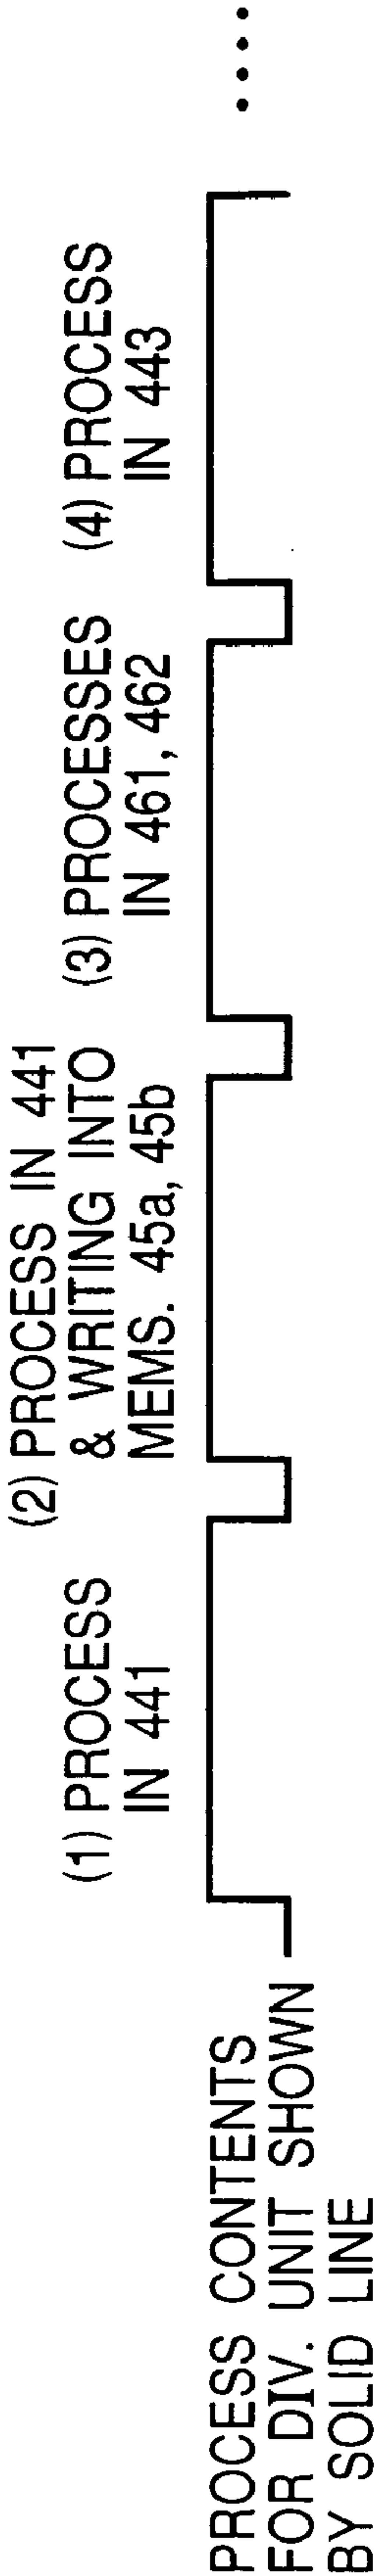 (1) PROCESS
IN 441
(2) PROCESS IN 441
& WRITING INTO
MEMS. 45a, 45b
(3) PROCESSES
IN 461, 462
(4) PROCESS
IN 443
PROCESS CONTENTS
FOR DIV. UNIT SHOWN
BY SOLID LINE